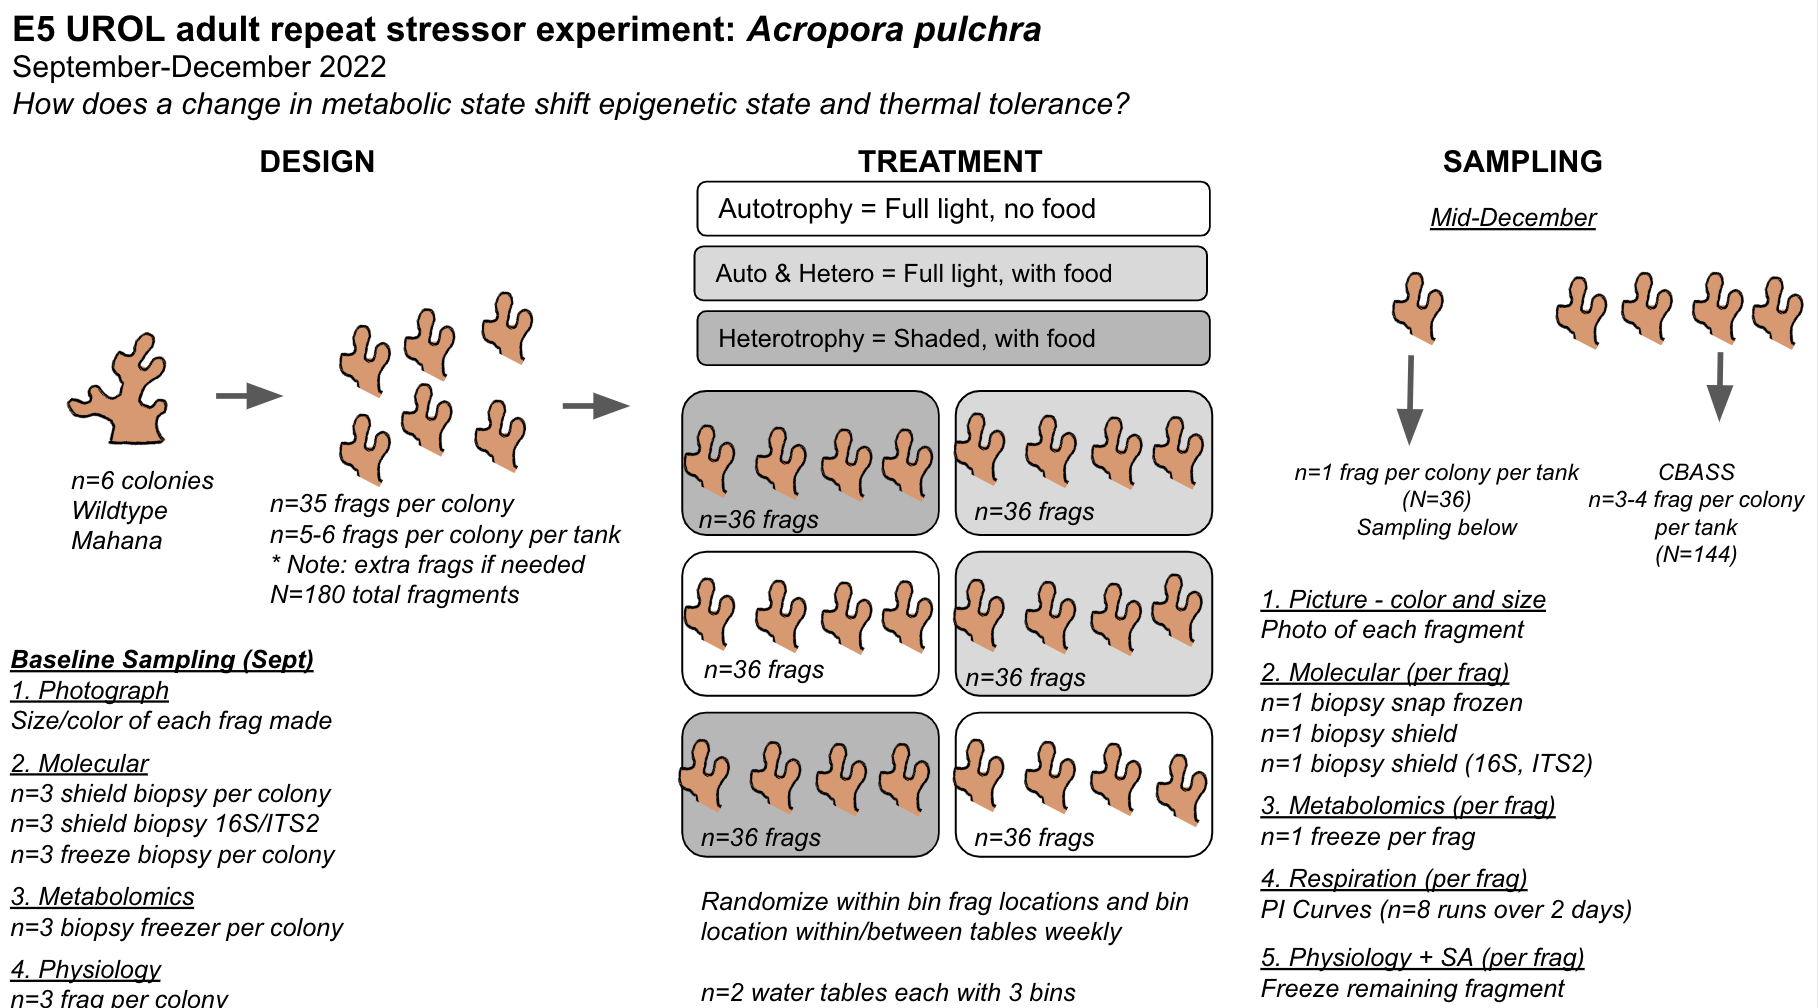 E5 UROL adult repeat stressor experiment: Acropora pulchra
September-December 2022
How does a change in metabolic state shift epigenetic state and thermal tolerance?
DESIGN
n=6 colonies
Wildtype
Mahana
n=35 frags per colony
n=5-6 frags per colony per tank
* Note: extra frags if needed
N=180 total fragments
Baseline Sampling (Sept)
1. Photograph
Size/color of each frag made
2. Molecular
n=3 shield biopsy per colony
n=3 shield biopsy 16S/ITS2
n=3 freeze biopsy per colony
3. Metabolomics
n=3 biopsy freezer per colony
4. Physiology
n=3 frag per colony
TREATMENT
Autotrophy = Full light, no food
Auto & Hetero = Full light, with food
Heterotrophy = Shaded, with food
n=36 frags
n=36 frags
n=36 frags
n=36 frags
n=36 frags
n=36 frags
Randomize within bin frag locations and bin
location within/between tables weekly
n=2 water tables each with 3 bins
SAMPLING
Mid-December
n=1 frag per colony per tank
(N=36)
Sampling below
CBASS
n=3-4 frag per colony
per tank
(N=144)
1. Picture - color and size
Photo of each fragment
2. Molecular (per frag)
n=1 biopsy snap frozen
n=1 biopsy shield
n=1 biopsy shield (16S, ITS2)
3. Metabolomics (per frag)
n=1 freeze per frag
4. Respiration (per frag)
PI Curves (n=8 runs over 2 days)
5. Physiology + SA (per frag)
Freeze remaining fragment